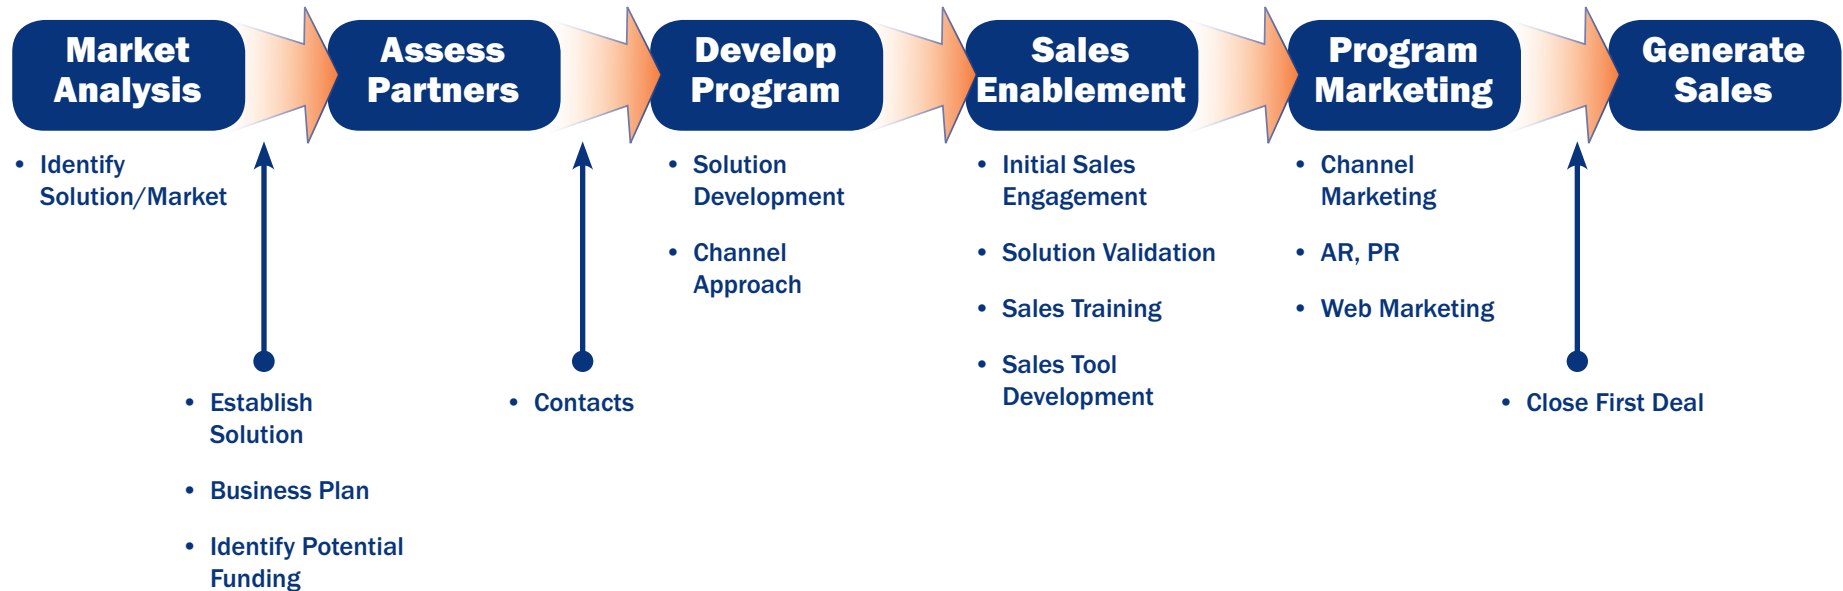 Market
Analysis
Assess
Partners
Develop
Program
Sales
Enablement
Program
Marketing
Generate
Sales
• Identify
Solution/Market
• Establish
Solution
• Business Plan
• Identify Potential
Funding
• Contacts
• Solution
Development
• Channel
Approach
• Initial Sales
Engagement
• Solution Validation
• Sales Training
• Sales Tool
Development
• Channel
Marketing
• AR, PR
• Web Marketing
• Close First Deal